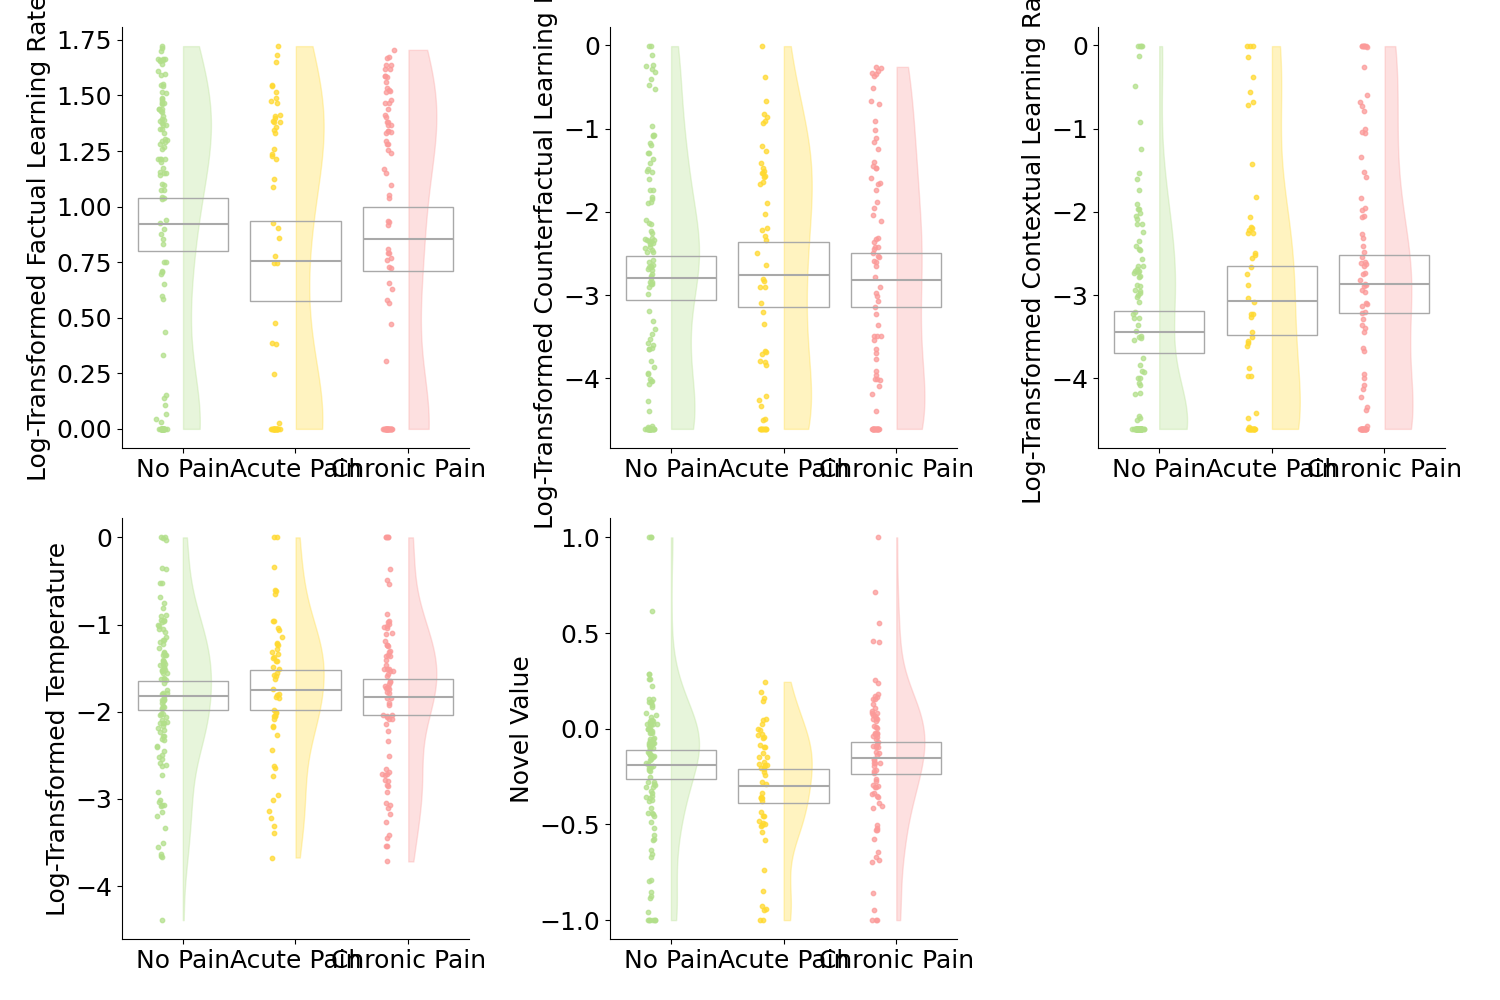 Log-Transformed Factual Learning Rate
1.75
1.50
1.25
1.00
0.75
0.50
0.25
0.00
No Pain
Acute Pain
Chronic Pain
Log-Transformed Counterfactual Learning
0
−1
−2
−3
−4
No Pain
Acute Pain
Chronic Pain
Log-Transformed Contextual Learning
0
−1
−2
−3
−4
No Pain
Acute Pain
Chronic Pain
Log-Transformed Temperature
0
−1
−2
−3
−4
No Pain
Acute Pain
Chronic Pain
Novel Value
1.0
0.5
0.0
−0.5
−1.0
No Pain
Acute Pain
Chronic Pain